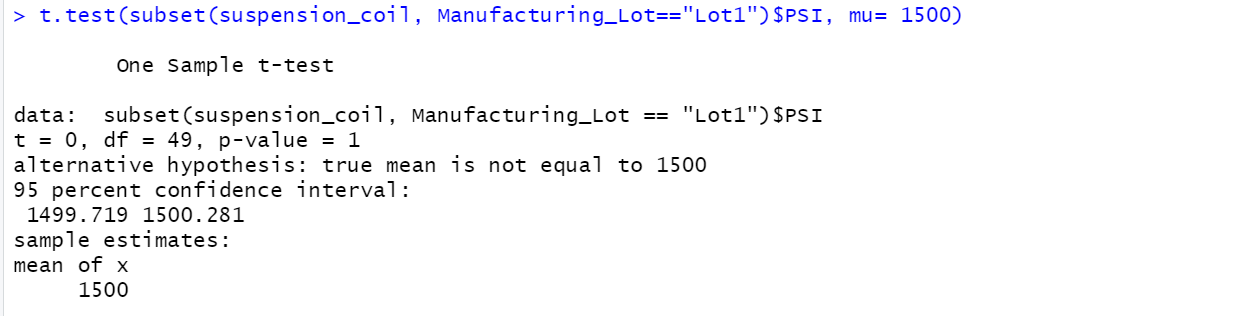 > t.test(subset(suspension_coil, Manufacturing_Lot=="Lot1")$PSI, mu= 1500)
One Sample t-test
data:  subset(suspension_coil, Manufacturing_Lot == "Lot1")$PSI
t = 0, df = 49, p-value = 1
alternative hypothesis: true mean is not equal to 1500
95 percent confidence interval:
1499.719 1500.281
sample estimates:
mean of x
1500